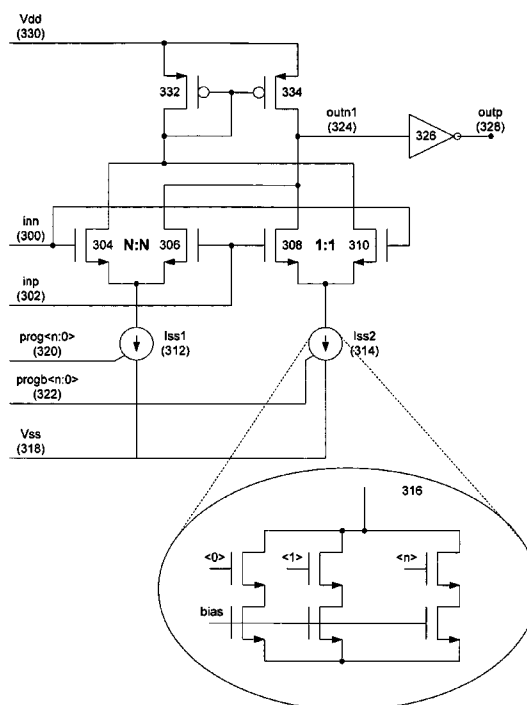 Vdd
(330)
332
334
outn1
(324)
326
outp
(328)
inn
(300)
304
N:N
306
308
1:1
310
inp
(302)
prog<n:0>
(320)
Iss1
(312)
Iss2
(314)
progb<n:0>
(322)
Vss
(318)
316
<0>
<1>
<n>
bias